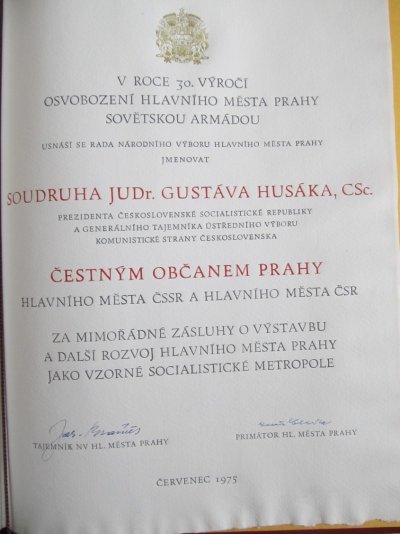 V ROCE 30. VÝROČÍ
OSVOBOZENÍ HLAVNÍHO MĚSTA PRAHY
SOVĚTSKOU ARMÁDOU
USNÁŠÍ SE RADA NÁRODNÍHO VÝBORU HLAVNÍHO MĚSTA PRAHY
JMENOVAT
SOUDRUHA JUDr. GUSTÁVA HUSÁKA, CSc.
PREZIDENTA ČESKOSLOVENSKÉ SOCIALISTICKÉ REPUBLIKY
A GENERÁLNÍHO TAJEMNÍKA ÚSTŘEDNÍHO VÝBORU
KOMUNISTICKÉ STRANY ČESKOSLOVENSKA
ČESTNÝM OBČANEM PRAHY
HLAVNÍHO MĚSTA ČSSR A HLAVNÍHO MĚSTA ČSR
ZA MIMOŘÁDNÉ ZÁSLUHY O VÝSTAVBU
A DALŠÍ ROZVOJ HLAVNÍHO MĚSTA PRAHY
JAKO VZORNÉ SOCIALISTICKÉ METROPOLE
TAJEMNÍK NV HL. MĚSTA PRAHY
PRIMÁTOR HL. MĚSTA PRAHY
ČERVENEC 1975